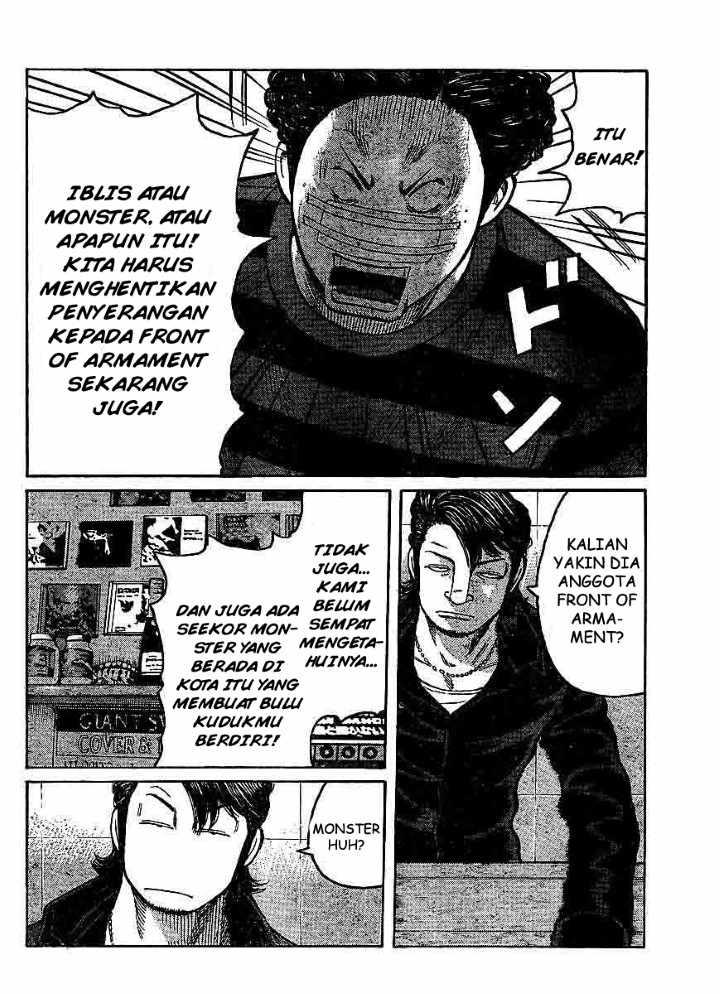 ITU
BENAR!
IBLIS ATAU
MONSTER, ATAU
APAPUN ITU!
KITA HARUS
MENGHENTIKAN
PENYERANGAN
KEPADA FRONT
OF ARMAMENT
SEKARANG
JUGA!
ドン
KALIAN
YAKIN DIA
ANGGOTA
FRONT OF
ARMA-
MENT?
TIDAK
JUGA...
KAMI
BELUM
SEMPAT
MENGETA-
HUINYA...
DAN JUGA ADA
SEEKOR MON-
STER YANG
BERADA DI
KOTA ITU YANG
MEMBUAT BULU
KUDUKMU
BERDIRI!
GIANT S
COVER &
MONSTER
HUH?